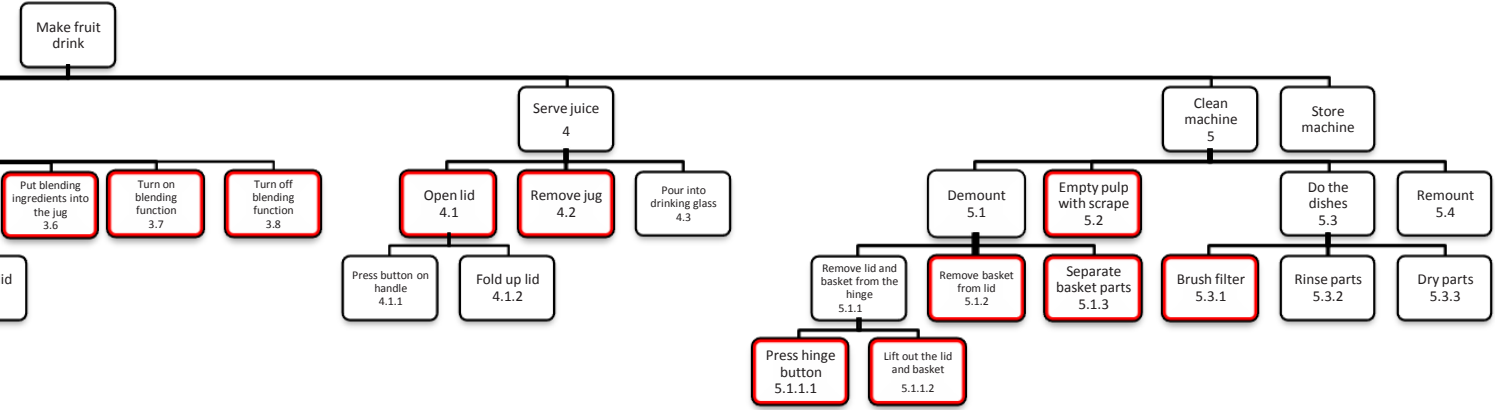 Make fruit
drink
Serve juice
4
Clean
machine
5
Store
machine
Put blending
ingredients into
the jug
3.6
Turn on
blending
function
3.7
Turn off
blending
function
3.8
Open lid
4.1
Remove jug
4.2
Pour into
drinking glass
4.3
Demount
5.1
Empty pulp
with scrape
5.2
Do the
dishes
5.3
Remount
5.4
id
Press button on
handle
4.1.1
Fold up lid
4.1.2
Remove lid and
basket from the
hinge
5.1.1
Remove basket
from lid
5.1.2
Separate
basket parts
5.1.3
Brush filter
5.3.1
Rinse parts
5.3.2
Dry parts
5.3.3
Press hinge
button
5.1.1.1
Lift out the lid
and basket
5.1.1.2